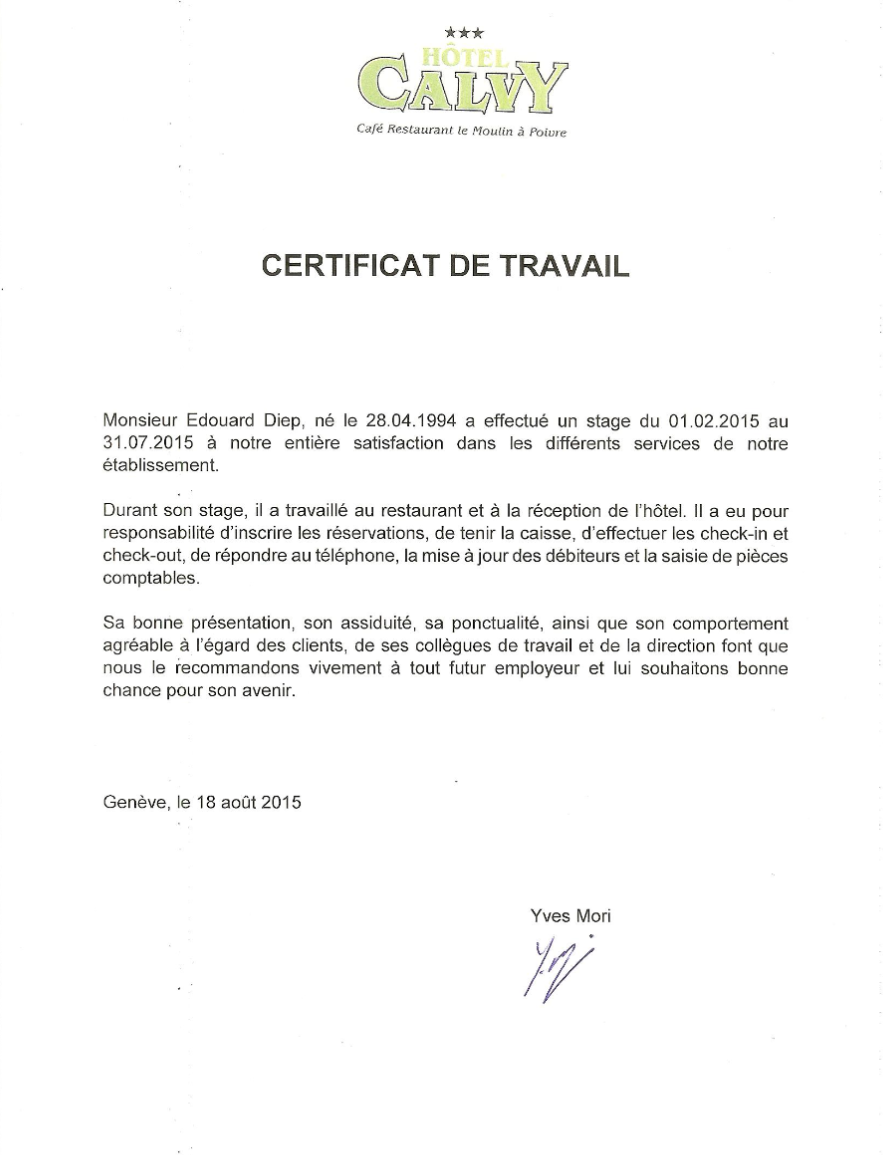 ★★★
HÔTEL
CALVY
Café Restaurant le Moulin à Poivre
CERTIFICAT DE TRAVAIL
Monsieur Edouard Diep, né le 28.04.1994 a effectué un stage du 01.02.2015 au
31.07.2015 à notre entière satisfaction dans les différents services de notre
établissement.
Durant son stage, il a travaillé au restaurant et à la réception de l'hôtel. Il a eu pour
responsabilité d'inscrire les réservations, de tenir la caisse, d'effectuer les check-in et
check-out, de répondre au téléphone, la mise à jour des débiteurs et la saisie de pièces
comptables.
Sa bonne présentation, son assiduité, sa ponctualité, ainsi que son comportement
agréable à l'égard des clients, de ses collègues de travail et de la direction font que
nous le recommandons vivement à tout futur employeur et lui souhaitons bonne
chance pour son avenir.
Genève, le 18 août 2015
Yves Mori